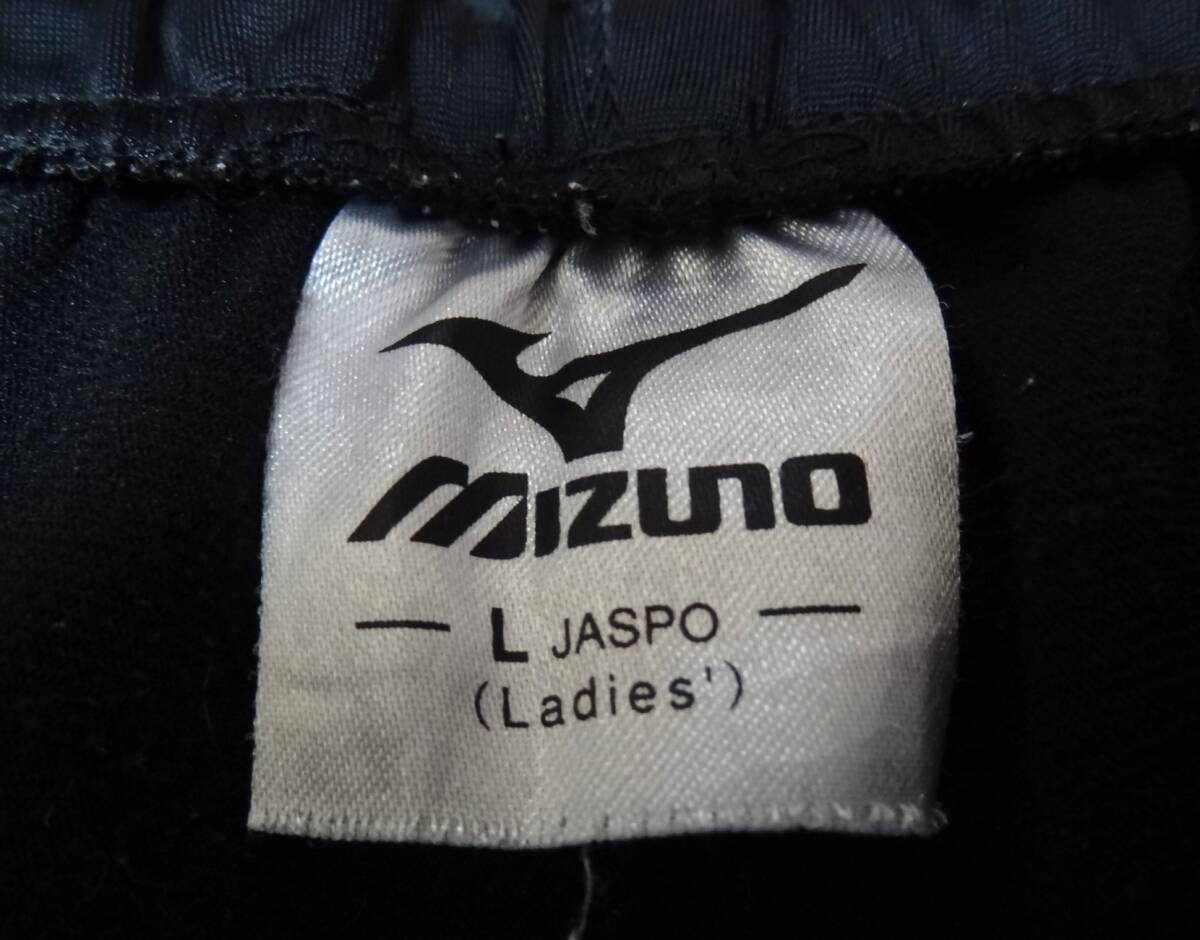 MIZUNO
L JASPO
(Ladies')